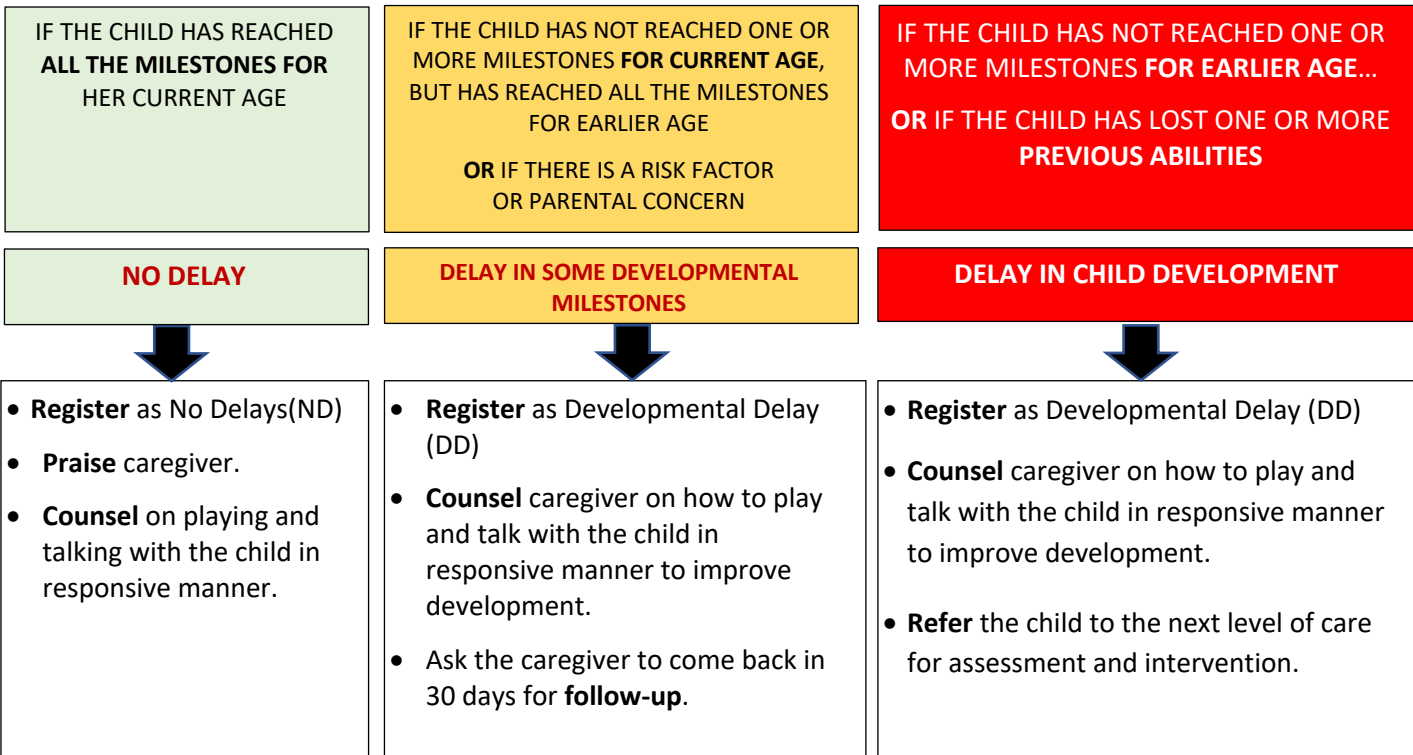 IF THE CHILD HAS REACHED
ALL THE MILESTONES FOR
HER CURRENT AGE
IF THE CHILD HAS NOT REACHED ONE OR
MORE MILESTONES FOR CURRENT AGE,
BUT HAS REACHED ALL THE MILESTONES
FOR EARLIER AGE
OR IF THERE IS A RISK FACTOR
OR PARENTAL CONCERN
IF THE CHILD HAS NOT REACHED ONE OR
MORE MILESTONES FOR EARLIER AGE…
OR IF THE CHILD HAS LOST ONE OR MORE
PREVIOUS ABILITIES
NO DELAY
DELAY IN SOME DEVELOPMENTAL
MILESTONES
DELAY IN CHILD DEVELOPMENT
• Register as No Delays(ND)
• Praise caregiver.
• Counsel on playing and
talking with the child in
responsive manner.
• Register as Developmental Delay
(DD)
• Counsel caregiver on how to play
and talk with the child in
responsive manner to improve
development.
• Ask the caregiver to come back in
30 days for follow-up.
• Register as Developmental Delay (DD)
• Counsel caregiver on how to play and
talk with the child in responsive manner
to improve development.
• Refer the child to the next level of care
for assessment and intervention.